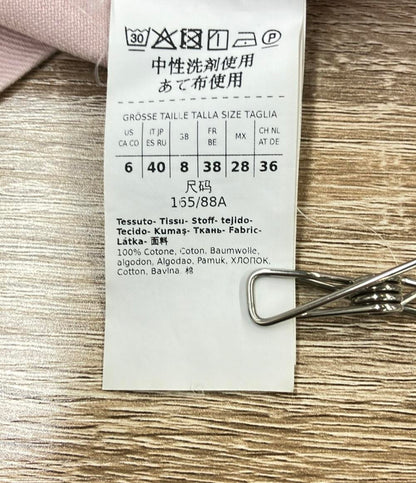 30 P
中性洗剤使用
あて布使用
GRÖSSE TAILLE TALLA SIZE TAGLIA
US IT JP GB FR MX CH NL
CA CO ES RU BE AT DE
6 40 8 38 28 36
尺码
165/88A
Tessuto- Tissu- Stoff- tejido-
Tecido- Kumaş- Ткань- Fabric-
Látka- 面料
100% Cotone, Coton, Baumwolle,
algodon, Algodao, Pamuk, ХЛОПОК,
Cotton, Bavlna, 棉